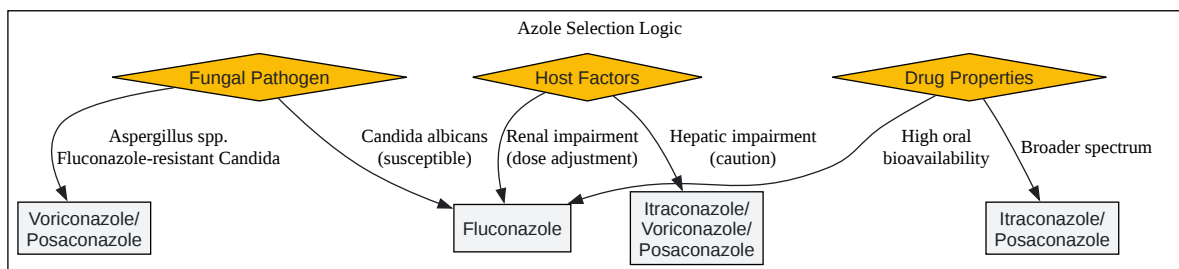 Azole Selection Logic
Fungal Pathogen
Host Factors
Drug Properties
Aspergillus spp.
Fluconazole-resistant Candida
Candida albicans
(susceptible)
Renal impairment
(dose adjustment)
Hepatic impairment
(caution)
High oral
bioavailability
Broader spectrum
Voriconazole/
Posaconazole
Fluconazole
Itraconazole/
Voriconazole/
Posaconazole
Itraconazole/
Posaconazole